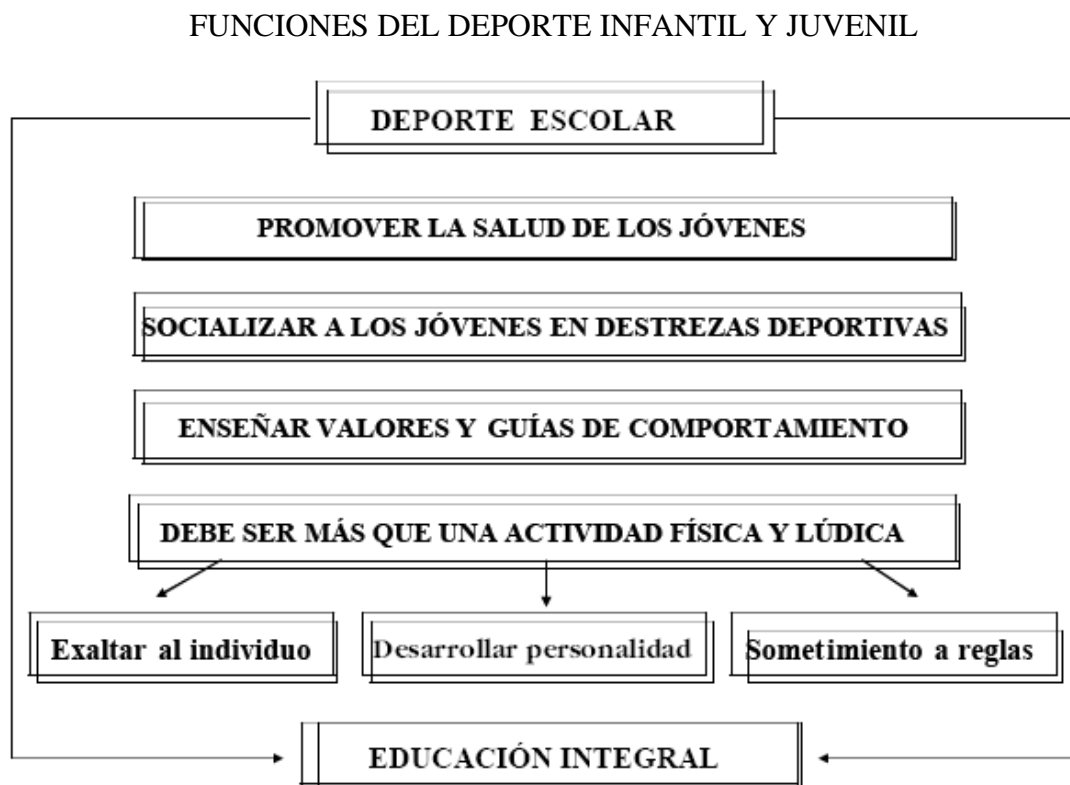 FUNCIONES DEL DEPORTE INFANTIL Y JUVENIL
DEPORTE ESCOLAR
PROMOVER LA SALUD DE LOS JÓVENES
SOCIALIZAR A LOS JÓVENES EN DESTREZAS DEPORTIVAS
ENSEÑAR VALORES Y GUÍAS DE COMPORTAMIENTO
DEBE SER MÁS QUE UNA ACTIVIDAD FÍSICA Y LÚDICA
Exaltar al individuo
Desarrollar personalidad
Sometimiento a reglas
EDUCACIÓN INTEGRAL